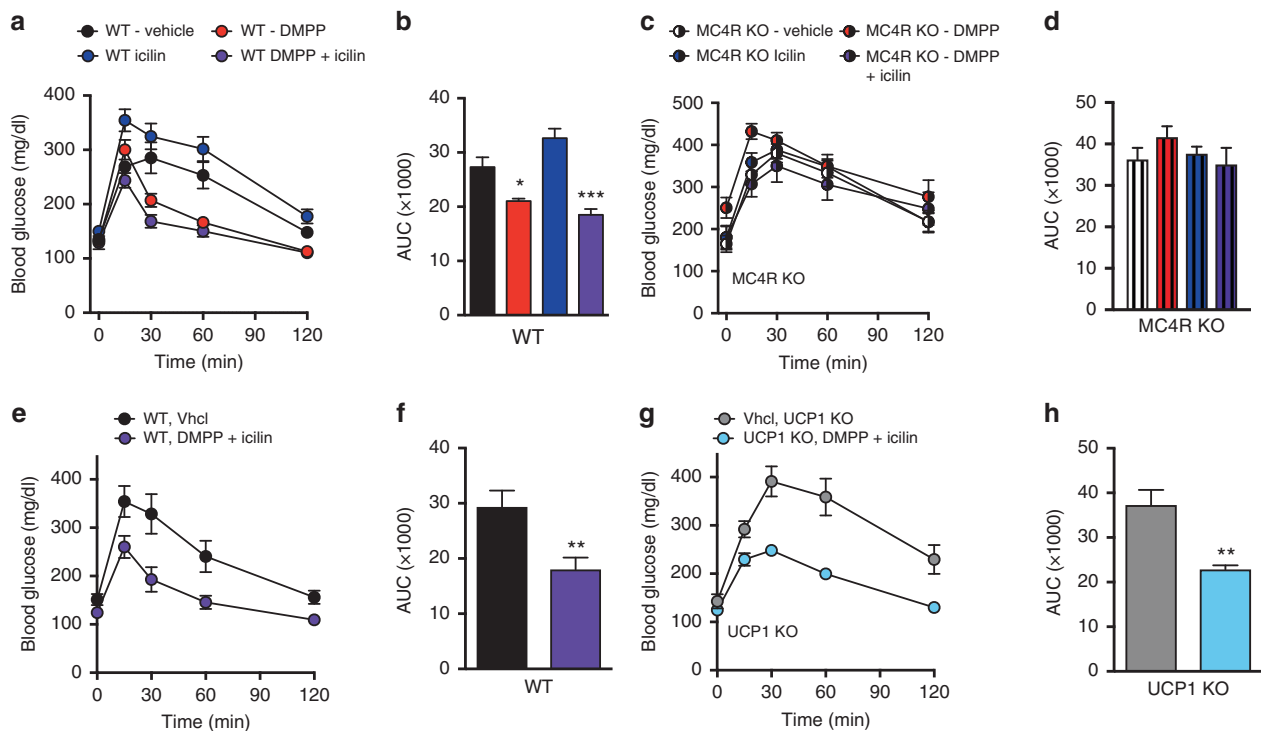 a
WT - vehicle
WT - DMPP
WT icilin
WT DMPP + icilin
Blood glucose (mg/dl)
400
300
200
100
0
0 30 60 90 120
Time (min)
b
AUC (×1000)
40
30
20
10
0
*
***
WT
c
MC4R KO - vehicle
MC4R KO - DMPP
MC4R KO Icilin
MC4R KO - DMPP
+ icilin
Blood glucose (mg/dl)
500
400
300
200
100
0
MC4R KO
0 30 60 90 120
Time (min)
d
AUC (×1000)
50
40
30
20
10
0
MC4R KO
e
WT, Vhcl
WT, DMPP + icilin
Blood glucose (mg/dl)
400
300
200
100
0
0 30 60 90 120
Time (min)
f
AUC (×1000)
40
30
20
10
0
**
WT
g
Vhcl, UCP1 KO
UCP1 KO, DMPP + icilin
Blood glucose (mg/dl)
400
300
200
100
0
UCP1 KO
0 30 60 90 120
Time (min)
h
AUC (×1000)
50
40
30
20
10
0
**
UCP1 KO